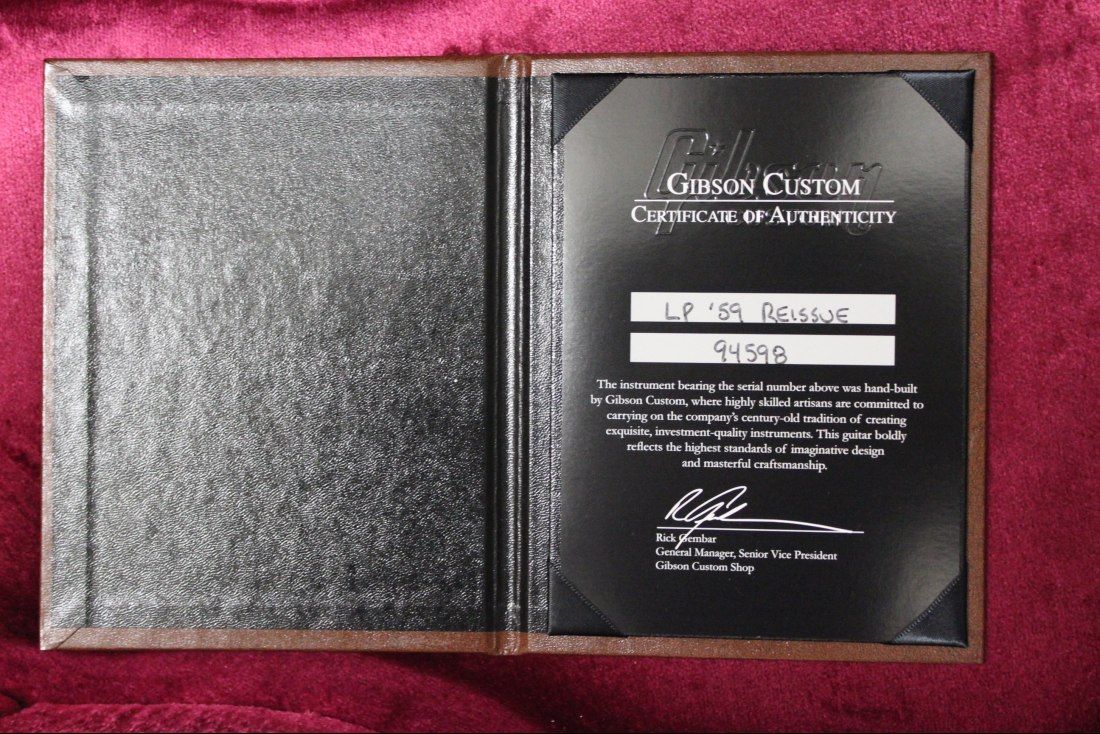 Gibson
GIBSON CUSTOM
CERTIFICATE OF AUTHENTICITY
LP '59 REISSUE
94598
The instrument bearing the serial number above was hand-built
by Gibson Custom, where highly skilled artisans are committed to
carrying on the company's century-old tradition of creating
exquisite, investment-quality instruments. This guitar boldly
reflects the highest standards of imaginative design
and masterful craftsmanship.
Rick Gembar
General Manager, Senior Vice President
Gibson Custom Shop